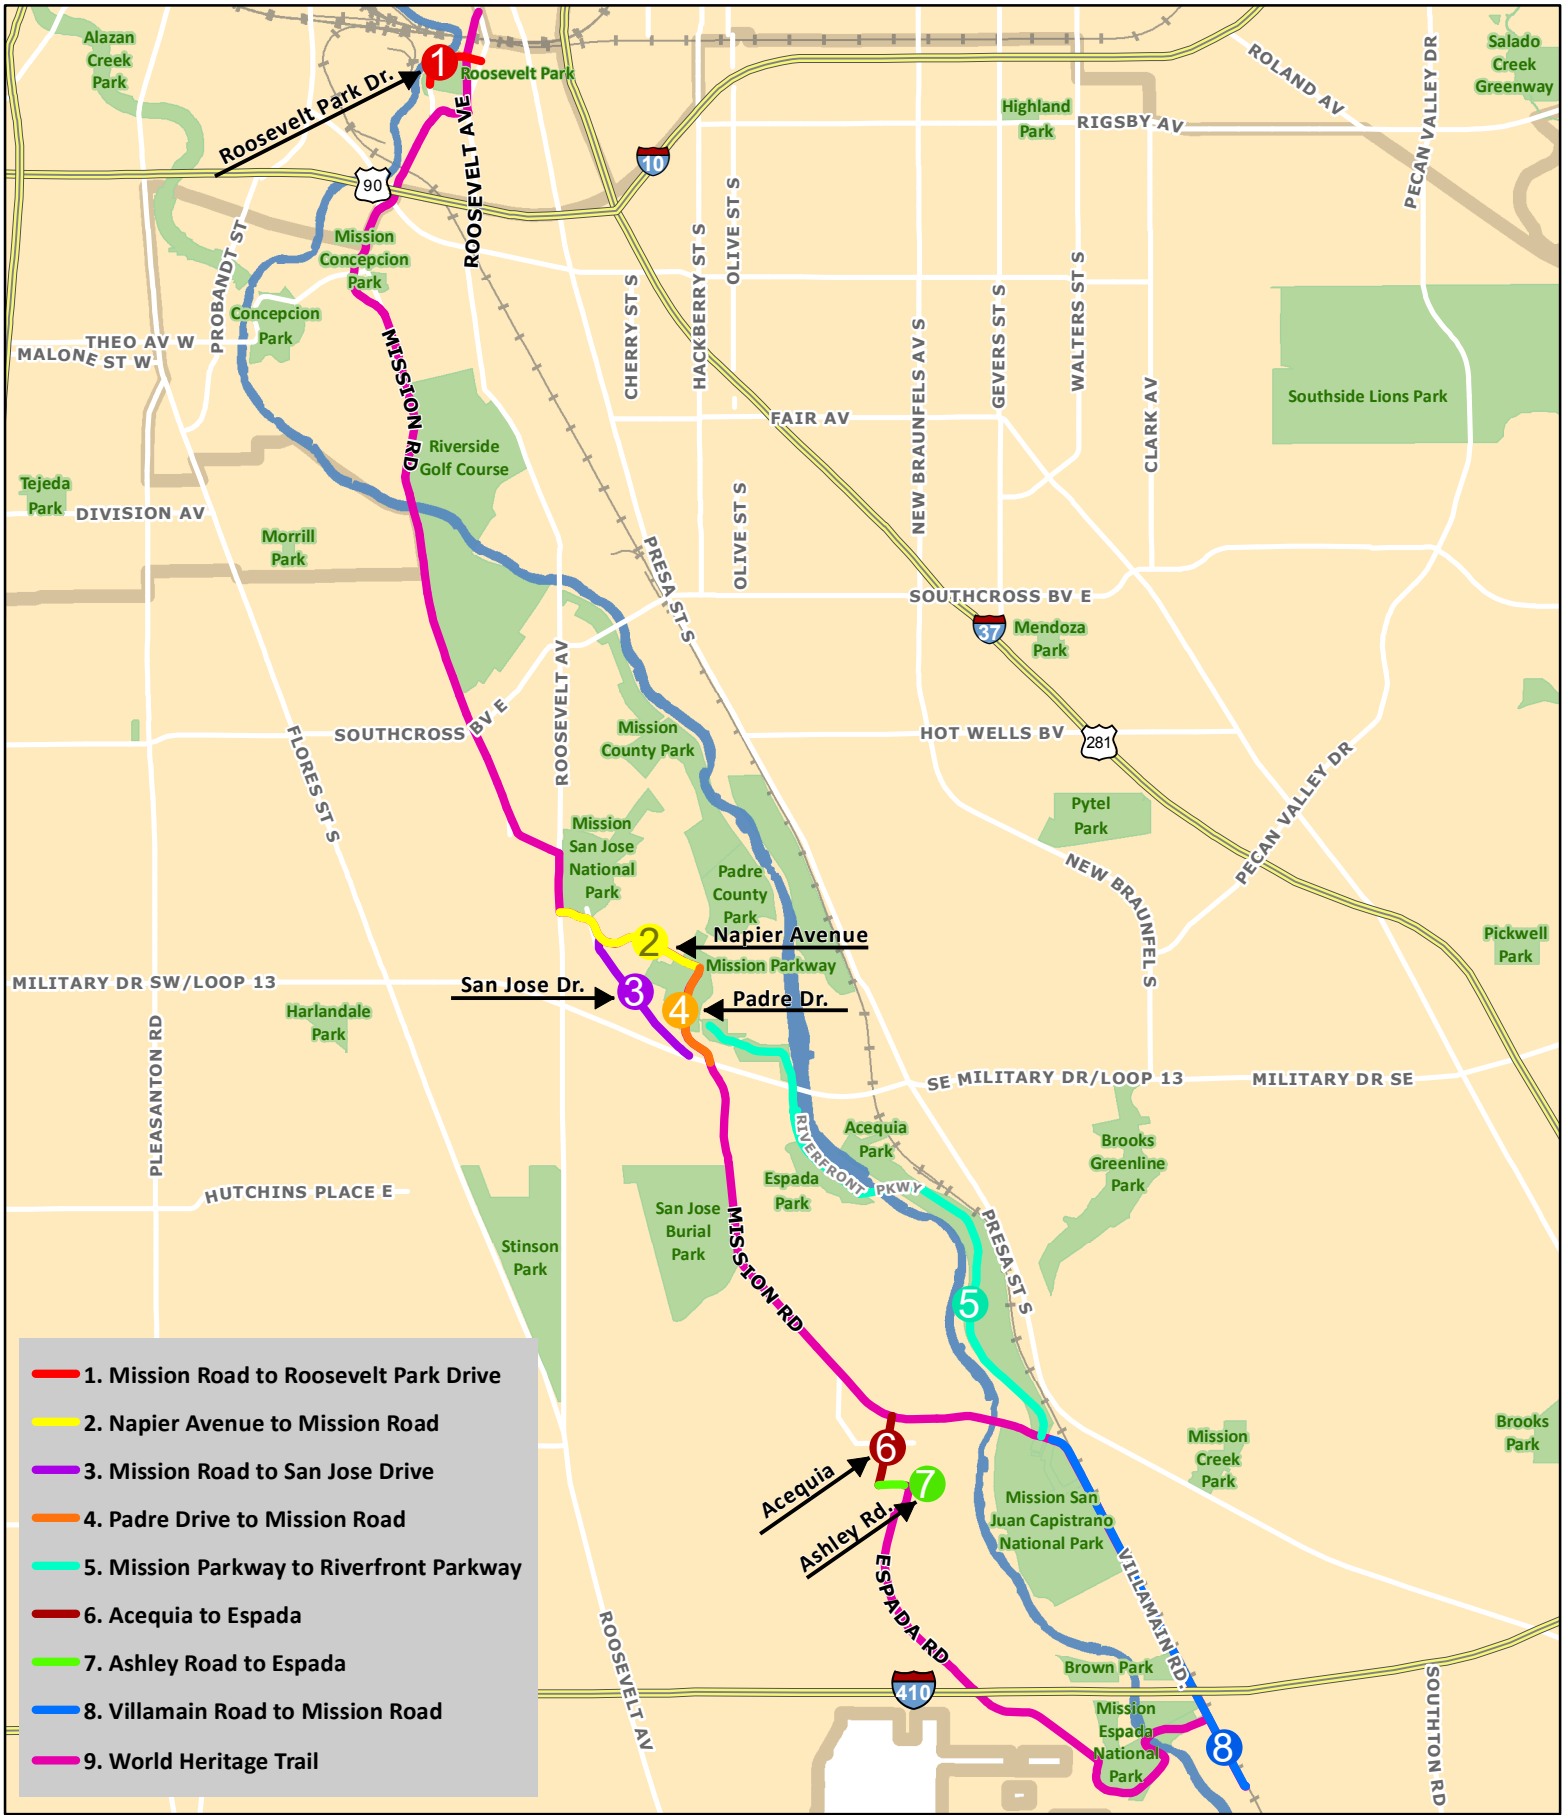 Alazan
Creek
Park
Roosevelt Park Dr.
1
Roosevelt Park
ROOSEVELT AVE
90
10
Highland
Park
RIGSBY AV
ROLAND AV
PECAN VALLEY DR
Salado
Creek
Greenway
Mission
Concepcion
Park
PROBANDT ST
Concepcion
Park
THEO AV W
MALONE ST W
MISSION RD
CHERRY ST S
HACKBERRY ST S
OLIVE ST S
NEW BRAUNFELS AV S
GEVERS ST S
WALTERS ST S
CLARK AV
Southside Lions Park
FAIR AV
Riverside
Golf Course
Tejeda
Park
DIVISION AV
Morrill
Park
OLIVE ST S
PRESA ST S
SOUTHCROSS BV E
37
Mendoza
Park
ROOSEVELT AV
SOUTHCROSS BV E
FLORES ST S
Mission
County Park
HOT WELLS BV
281
PECAN VALLEY DR
Pytel
Park
NEW BRAUNFELS S
Mission
San Jose
National
Park
Padre
County
Park
2
Napier Avenue
Mission Parkway
Pickwell
Park
MILITARY DR SW/LOOP 13
San Jose Dr.
3
4
Padre Dr.
Harlandale
Park
PLEASANTON RD
SE MILITARY DR/LOOP 13
MILITARY DR SE
RIVERFRONT PKWY
Acequia
Park
Brooks
Greenline
Park
Espada
Park
HUTCHINS PLACE E
San Jose
Burial
Park
MISSION RD
Stinson
Park
PRESA ST S
5
6
7
Acequia
Ashley Rd.
ESPADA RD
Mission San
Juan Capistrano
National Park
Mission
Creek
Park
Brooks
Park
VILLAMAIN RD.
ROOSEVELT AV
410
Brown Park
Mission
Espada
National
Park
8
SOUTHTON RD
1. Mission Road to Roosevelt Park Drive
2. Napier Avenue to Mission Road
3. Mission Road to San Jose Drive
4. Padre Drive to Mission Road
5. Mission Parkway to Riverfront Parkway
6. Acequia to Espada
7. Ashley Road to Espada
8. Villamain Road to Mission Road
9. World Heritage Trail